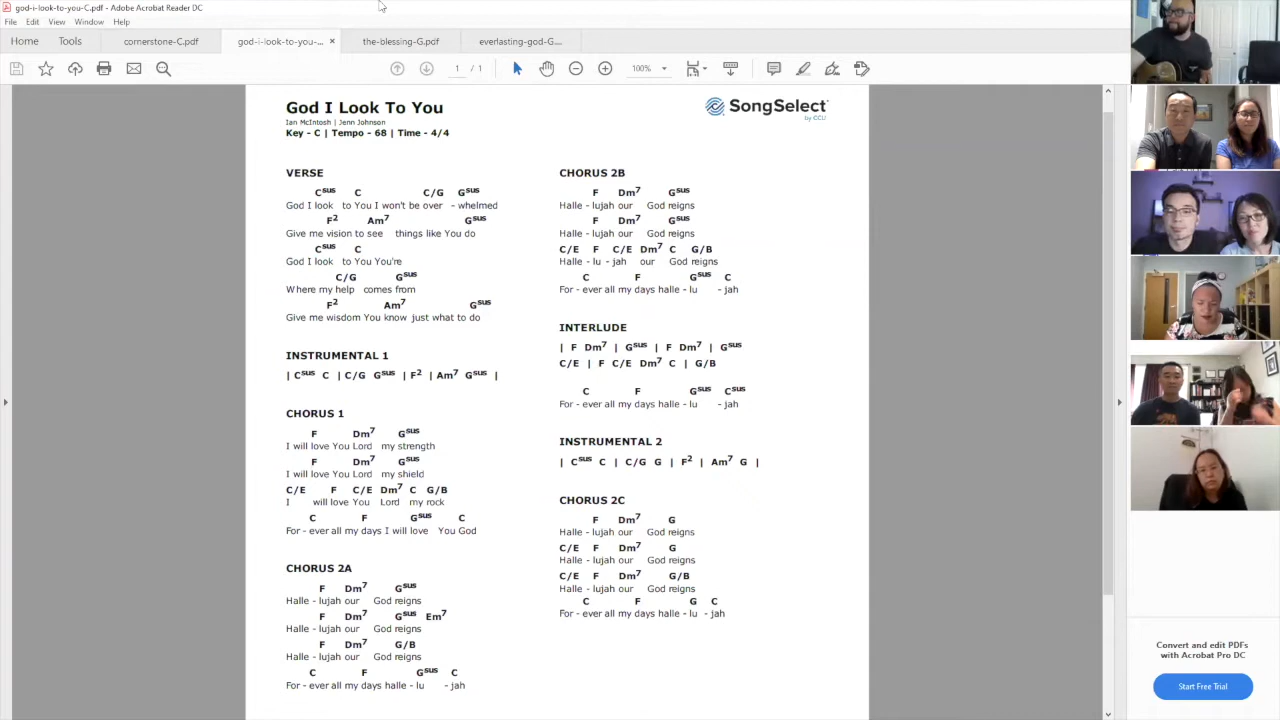 god-i-look-to-you-C.pdf - Adobe Acrobat Reader DC
File Edit View Window Help
Home Tools cornerstone-C.pdf god-i-look-to-you-... × the-blessing-G.pdf everlasting-god-G....
1 / 1 100%
God I Look To You
Ian McIntosh | Jenn Johnson
Key - C | Tempo - 68 | Time - 4/4
SongSelect
by CCLI
VERSE
Csus C C/G Gsus
God I look to You I won't be over - whelmed
F2 Am7 Gsus
Give me vision to see things like You do
Csus C
God I look to You You're
C/G Gsus
Where my help comes from
F2 Am7 Gsus
Give me wisdom You know just what to do
INSTRUMENTAL 1
| Csus C | C/G Gsus | F2 | Am7 Gsus |
CHORUS 1
F Dm7 Gsus
I will love You Lord my strength
F Dm7 Gsus
I will love You Lord my shield
C/E F C/E Dm7 C G/B
I will love You Lord my rock
C F Gsus C
For - ever all my days I will love You God
CHORUS 2A
F Dm7 Gsus
Halle - lujah our God reigns
F Dm7 Gsus Em7
Halle - lujah our God reigns
F Dm7 G/B
Halle - lujah our God reigns
C F Gsus C
For - ever all my days halle - lu - jah
CHORUS 2B
F Dm7 Gsus
Halle - lujah our God reigns
F Dm7 Gsus
Halle - lujah our God reigns
C/E F C/E Dm7 C G/B
Halle - lu - jah our God reigns
C F Gsus C
For - ever all my days halle - lu - jah
INTERLUDE
| F Dm7 | Gsus | F Dm7 | Gsus
C/E | F C/E Dm7 C | G/B
C F Gsus Csus
For - ever all my days halle - lu - jah
INSTRUMENTAL 2
| Csus C | C/G G | F2 | Am7 G |
CHORUS 2C
F Dm7 G
Halle - lujah our God reigns
C/E F Dm7 G
Halle - lujah our God reigns
C/E F Dm7 G/B
Halle - lujah our God reigns
C F G C
For - ever all my days halle - lu - jah
Convert and edit PDFs
with Acrobat Pro DC
Start Free Trial